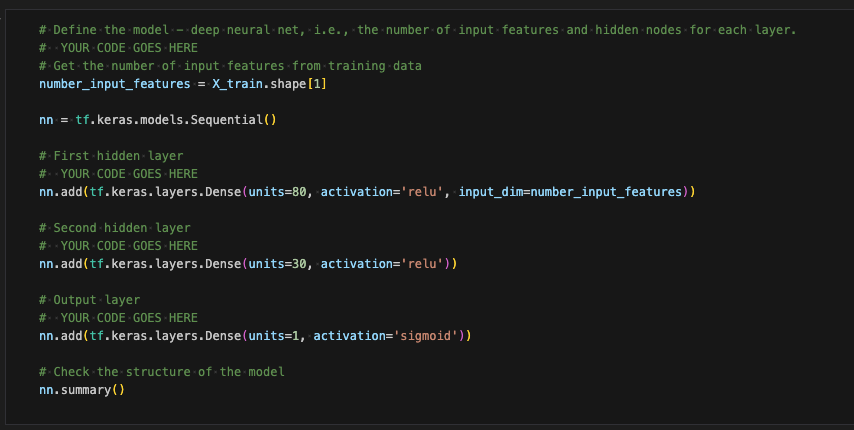 # Define the model - deep neural net, i.e., the number of input features and hidden nodes for each layer.
#  YOUR CODE GOES HERE
# Get the number of input features from training data
number_input_features = X_train.shape[1]
nn = tf.keras.models.Sequential()
# First hidden layer
#  YOUR CODE GOES HERE
nn.add(tf.keras.layers.Dense(units=80, activation='relu', input_dim=number_input_features))
# Second hidden layer
#  YOUR CODE GOES HERE
nn.add(tf.keras.layers.Dense(units=30, activation='relu'))
# Output layer
#  YOUR CODE GOES HERE
nn.add(tf.keras.layers.Dense(units=1, activation='sigmoid'))
# Check the structure of the model
nn.summary()